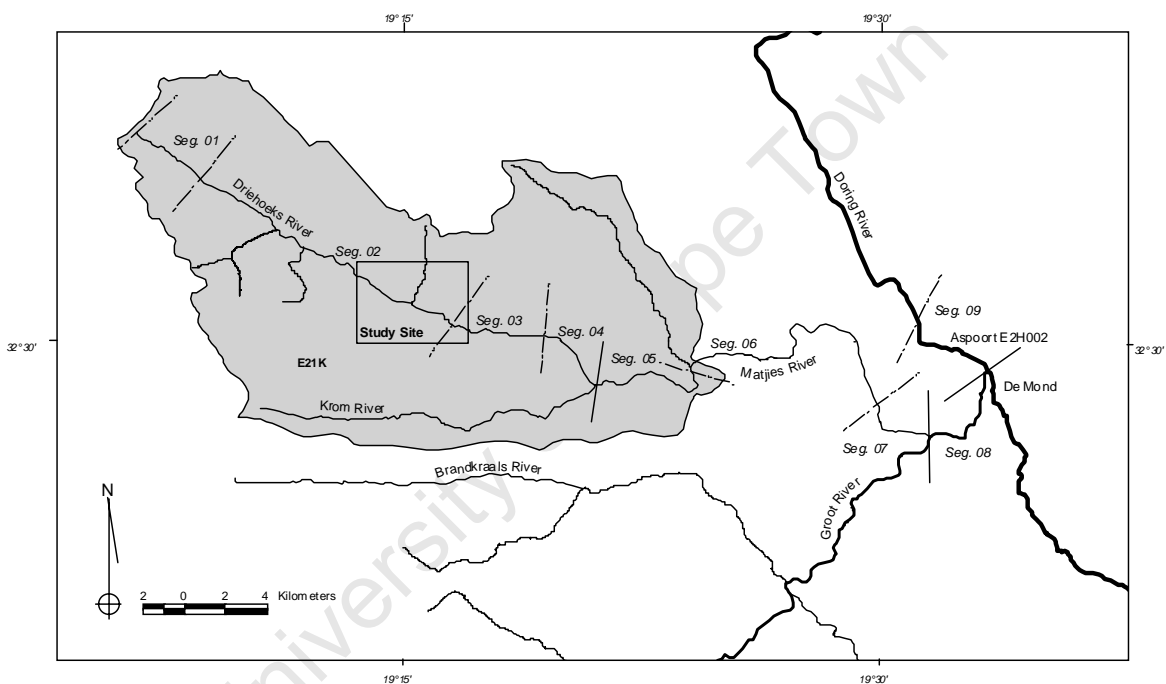 19° 15'
19° 30'
Seg. 01
Driehoeks River
Seg. 02
Doring River
Seg. 09
Study Site
Seg. 03
Seg. 04
Aspoort E2H002
32° 30'
32° 30'
Seg. 05
Seg. 06
E21K
Matjies River
De Mond
Krom River
Seg. 07
Seg. 08
Brandkraals River
Groot River
N
2 0 2 4 Kilometers
19° 15'
19° 30'
University Cape Town